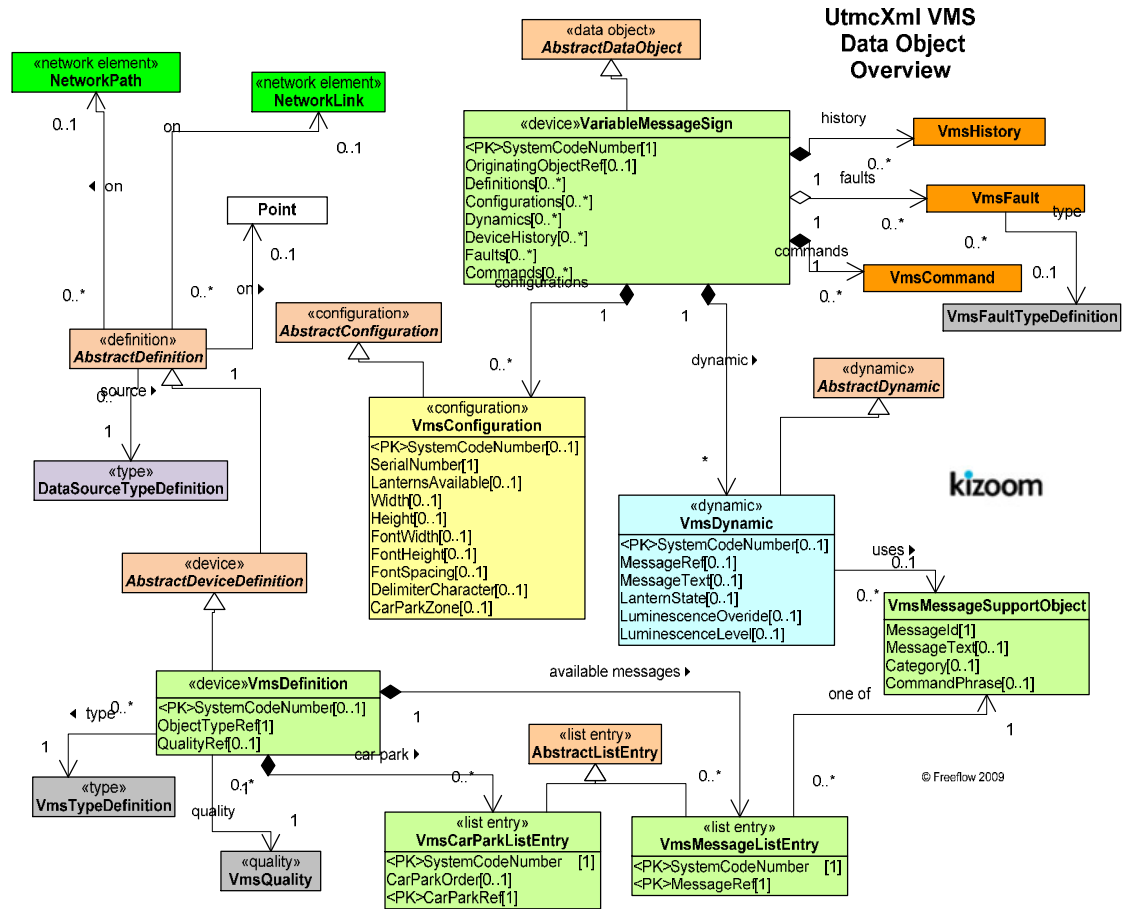 UtmcXml VMS
Data Object
Overview
«data object»
AbstractDataObject
«network element»
NetworkPath
«network element»
NetworkLink
0..1
on
0..1
on
0..*
0..*
Point
0..1
on
«device»VariableMessageSign
<PK>SystemCodeNumber[1]
OriginatingObjectRef[0..1]
Definitions[0..*]
Configurations[0..*]
Dynamics[0..*]
DeviceHistory[0..*]
Faults[0..*]
Commands[0..*]
history
VmsHistory
0..*
1
faults
VmsFault
1
0..*
type
commands
1
0..*
VmsCommand
0..*
0..1
VmsFaultTypeDefinition
configurations
1
0..*
1
dynamic
*
«configuration»
AbstractConfiguration
«definition»
AbstractDefinition
1
source
0..*
1
«type»
DataSourceTypeDefinition
«dynamic»
AbstractDynamic
«configuration»
VmsConfiguration
<PK>SystemCodeNumber[0..1]
SerialNumber[1]
LanternsAvailable[0..1]
Width[0..1]
Height[0..1]
FontWidth[0..1]
FontHeight[0..1]
FontSpacing[0..1]
DelimiterCharacter[0..1]
CarParkZone[0..1]
kizoom
«dynamic»
VmsDynamic
<PK>SystemCodeNumber[0..1]
MessageRef[0..1]
MessageText[0..1]
LanternState[0..1]
LuminescenceOveride[0..1]
LuminescenceLevel[0..1]
uses
0..1
0..*
«device»
AbstractDeviceDefinition
VmsMessageSupportObject
MessageId[1]
MessageText[0..1]
Category[0..1]
CommandPhrase[0..1]
«device»VmsDefinition
<PK>SystemCodeNumber[0..1]
ObjectTypeRef[1]
QualityRef[0..1]
available messages
1
one of
1
type
0..*
1
«type»
VmsTypeDefinition
car park
0..*
1
0..*
quality
1
«quality»
VmsQuality
«list entry»
AbstractListEntry
0..*
0..*
© Freeflow 2009
«list entry»
VmsCarParkListEntry
<PK>SystemCodeNumber [1]
CarParkOrder[0..1]
<PK>CarParkRef[1]
«list entry»
VmsMessageListEntry
<PK>SystemCodeNumber [1]
<PK>MessageRef[1]